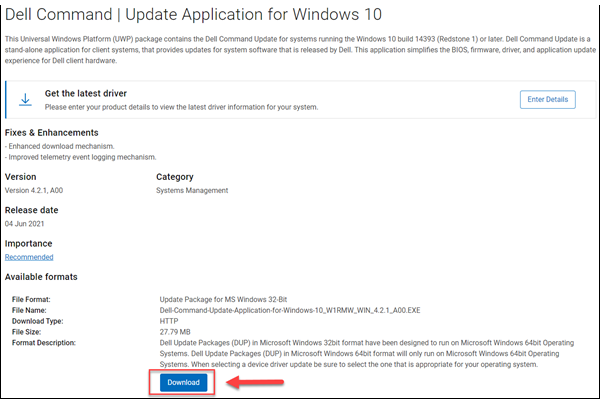 Dell Command | Update Application for Windows 10
This Universal Windows Platform (UWP) package contains the Dell Command Update for systems running the Windows 10 build 14393 (Redstone 1) or later. Dell Command Update is a
stand-alone application for client systems, that provides updates for system software that is released by Dell. This application simplifies the BIOS, firmware, driver, and application update
experience for Dell client hardware.
Get the latest driver
Please enter your product details to view the latest driver information for your system.
Enter Details
Fixes & Enhancements
- Enhanced download mechanism.
- Improved telemetry event logging mechanism.
Version Category
Version 4.2.1, A00 Systems Management
Release date
04 Jun 2021
Importance
Recommended
Available formats
File Format: Update Package for MS Windows 32-Bit
File Name: Dell-Command-Update-Application-for-Windows-10_W1RMW_WIN_4.2.1_A00.EXE
Download Type: HTTP
File Size: 27.79 MB
Format Description: Dell Update Packages (DUP) in Microsoft Windows 32bit format have been designed to run on Microsoft Windows 64bit Operating
Systems. Dell Update Packages (DUP) in Microsoft Windows 64bit format will only run on Microsoft Windows 64bit Operating
Systems. When selecting a device driver update be sure to select the one that is appropriate for your operating system.
Download